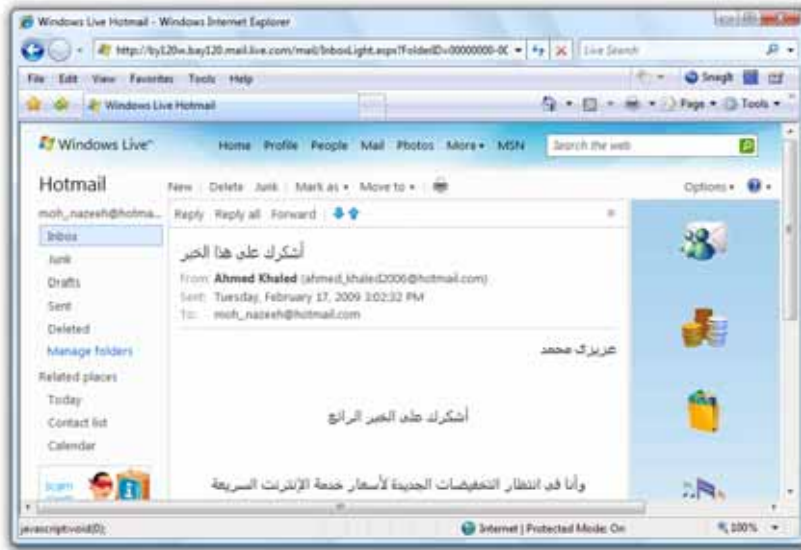 Windows Live Hotmail - Windows Internet Explorer
http://by120w.bay120.mail.live.com/mail/InboxLight.aspx?FolderID=00000000-0(
Live Search
File Edit View Favorites Tools Help
SnagIt
Windows Live Hotmail
Page Tools
Windows Live™ Home Profile People Mail Photos More MSN Search the web
Hotmail New Delete Junk Mark as Move to Options
moh_nazeeh@hotma... Reply Reply all Forward
Inbox
Junk
Drafts
Sent
Deleted
Manage folders
Related places
Today
Contact list
Calendar
أشكرك على هذا الخبر
From: Ahmed Khaled (ahmed_khaled2006@hotmail.com)
Sent: Tuesday, February 17, 2009 3:02:32 PM
To: moh_nazeeh@hotmail.com
عزيزى محمد
أشكرك على الخبر الرائع
وأنا فى انتظار التخفيضات الجديدة لأسعار خدمة الإنترنت السريعة
scam
javascript:void(0);
Internet | Protected Mode: On
100%